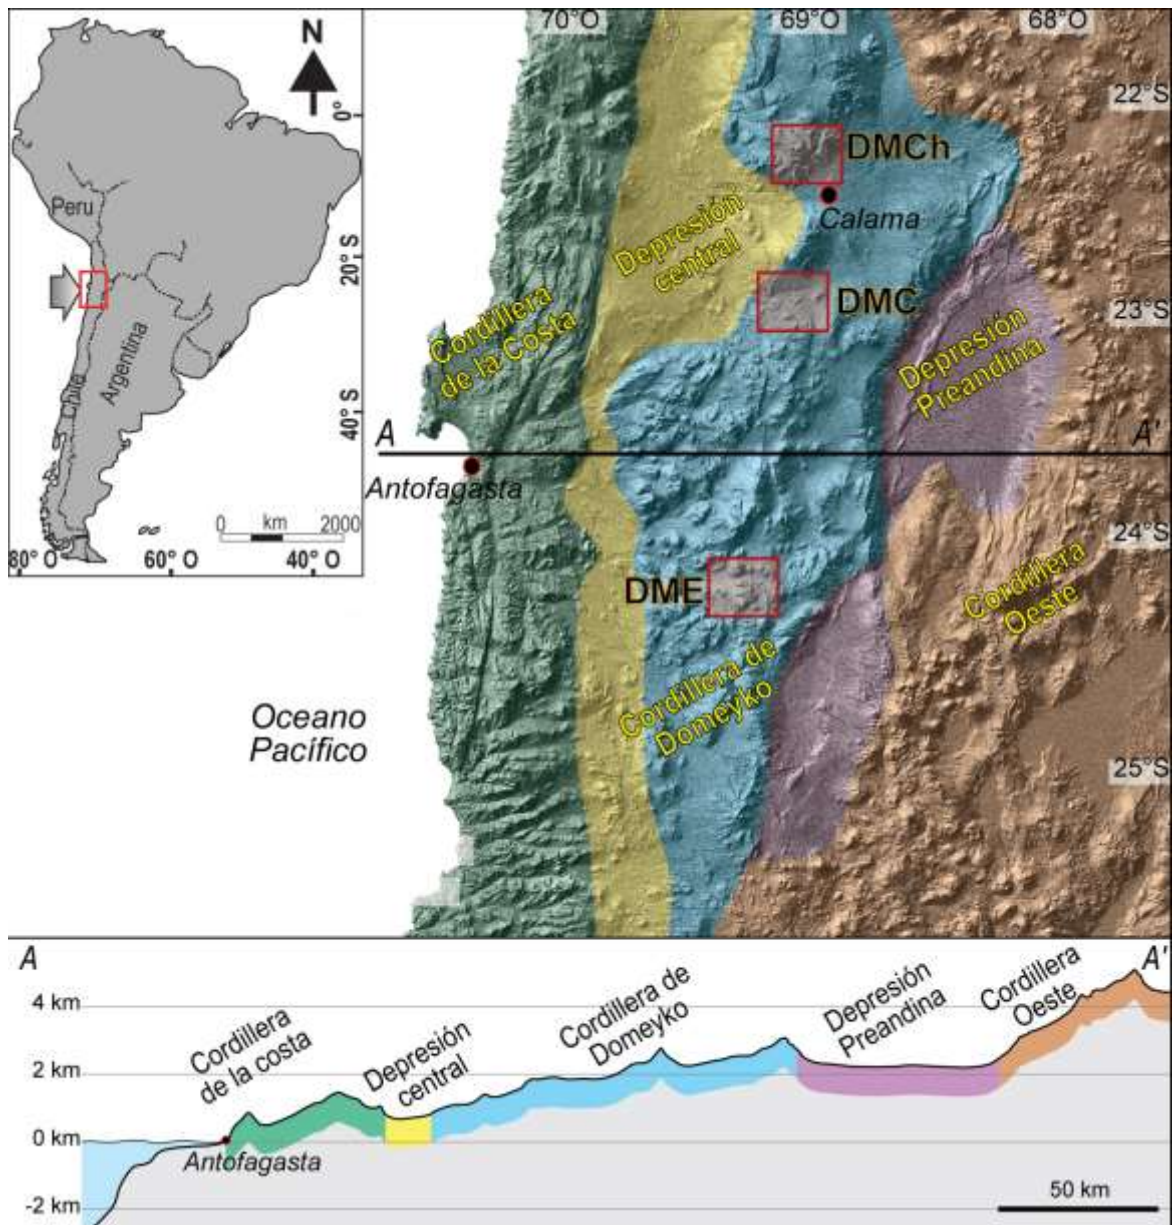 N
0°
20° S
40° S
Peru
Chile
Argentina
0 km 2000
80° O 60° O 40° O
70°O 69°O 68°O
22°S
23°S
24°S
25°S
DMCh
Calama
Depresión
central
DMC
Cordillera
de la Costa
Depresión
Preandina
A A'
Antofagasta
DME
Cordillera
Oeste
Cordillera de
Domeyko
Oceano
Pacífico
A A'
4 km
2 km
0 km
-2 km
Cordillera
de la costa
Depresión
central
Cordillera de
Domeyko
Depresión
Preandina
Cordillera
Oeste
Antofagasta
50 km